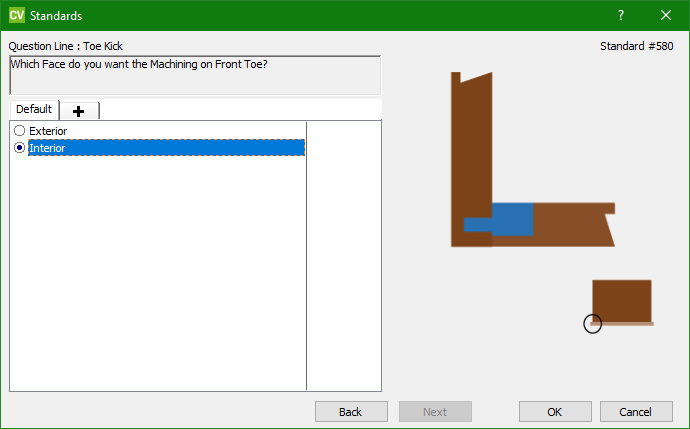 CV Standards ?
Question Line : Toe Kick Standard #580
Which Face do you want the Machining on Front Toe?
Default
Exterior
Interior
Back Next OK Cancel